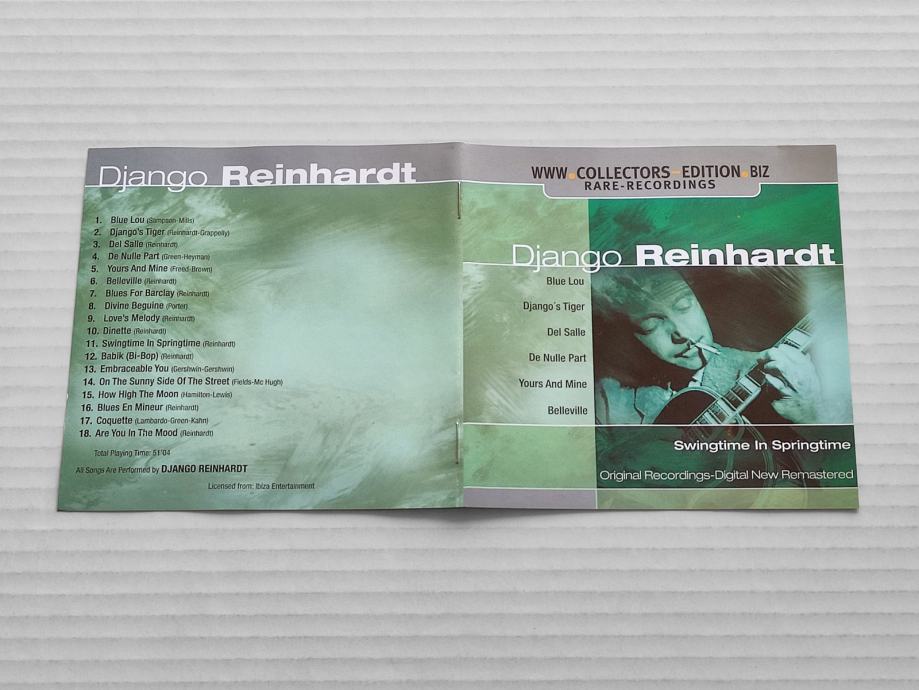 Django Reinhardt
1. Blue Lou (Sampson-Mills)
2. Django's Tiger (Reinhardt-Grappelly)
3. Del Salle (Reinhardt)
4. De Nulle Part (Green-Heyman)
5. Yours And Mine (Freed-Brown)
6. Belleville (Reinhardt)
7. Blues For Barclay (Reinhardt)
8. Divine Beguine (Porter)
9. Love's Melody (Reinhardt)
10. Dinette (Reinhardt)
11. Swingtime In Springtime (Reinhardt)
12. Babik (Bi-Bop) (Reinhardt)
13. Embraceable You (Gershwin-Gershwin)
14. On The Sunny Side Of The Street (Fields-Mc Hugh)
15. How High The Moon (Hamilton-Lewis)
16. Blues En Mineur (Reinhardt)
17. Coquette (Lambardo-Green-Kahn)
18. Are You In The Mood (Reinhardt)
Total Playing Time: 51'04
All Songs Are Performed by DJANGO REINHARDT
Licensed from: Ibiza Entertainment
WWW.COLLECTORS-EDITION.BIZ
RARE-RECORDINGS
Django Reinhardt
Blue Lou
Django´s Tiger
Del Salle
De Nulle Part
Yours And Mine
Belleville
Swingtime In Springtime
Original Recordings-Digital New Remastered